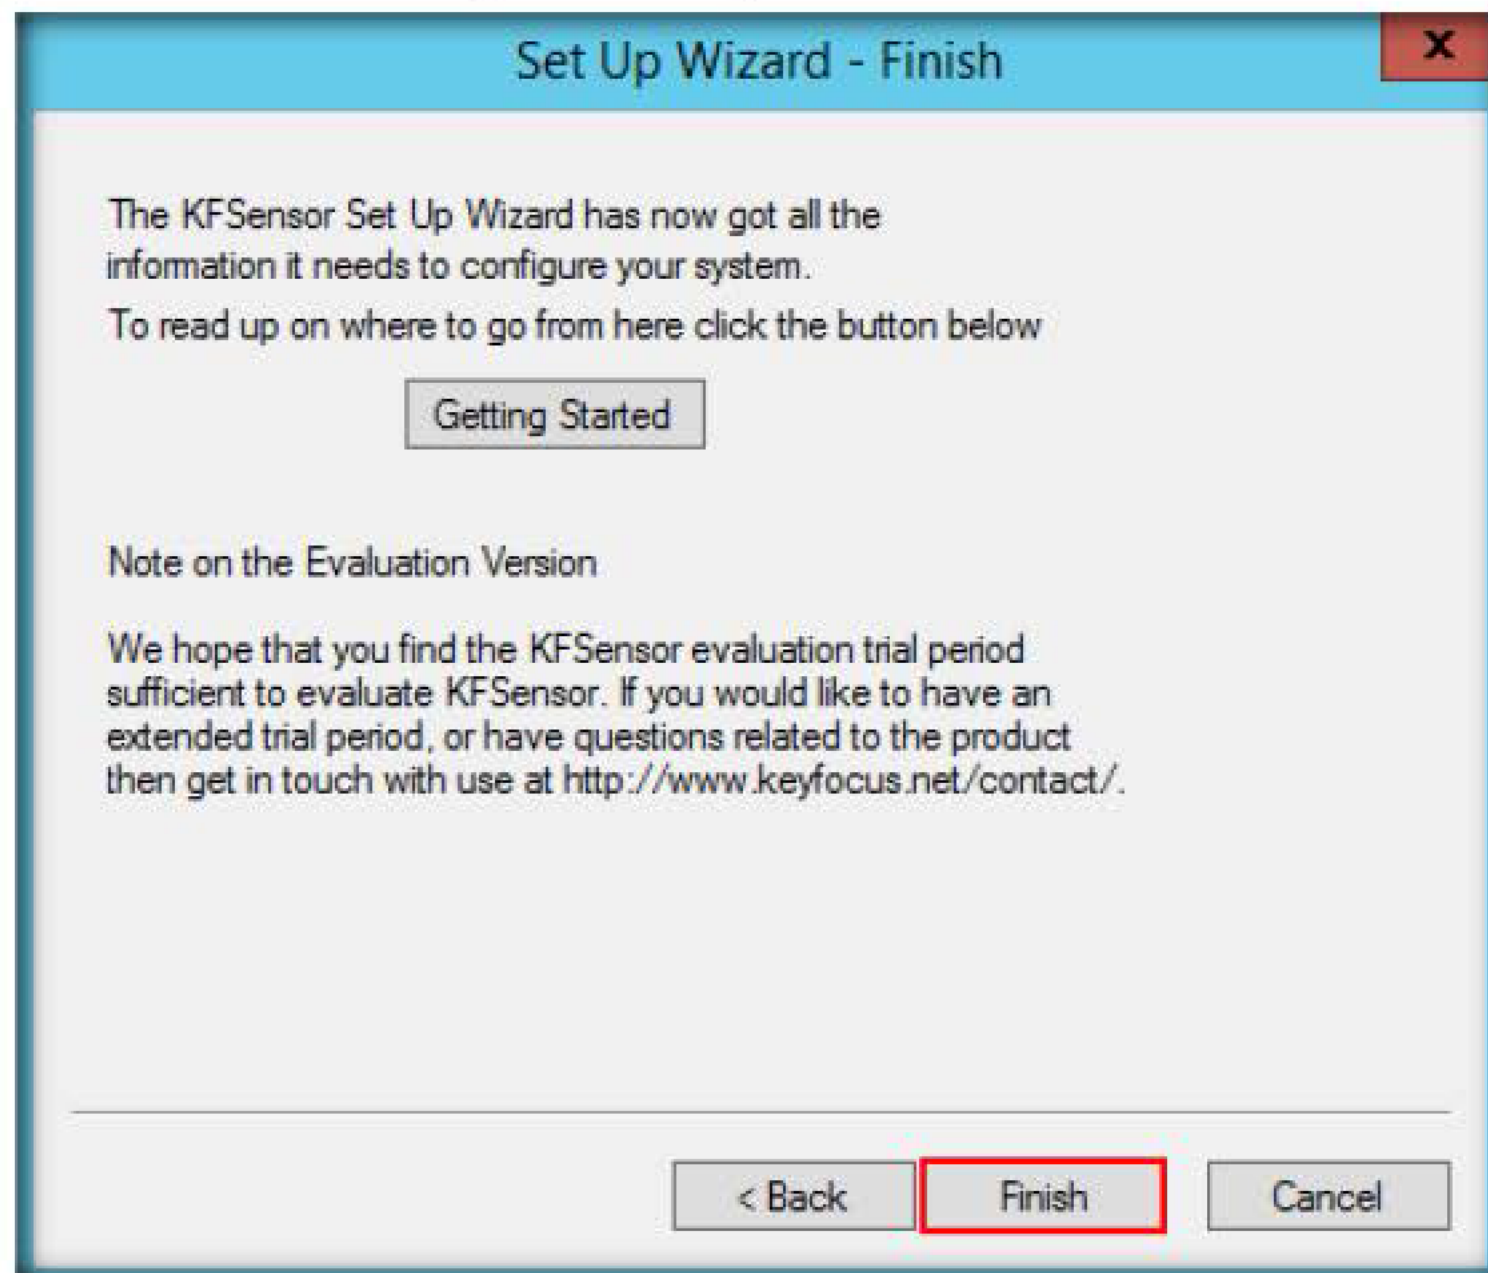 Set Up Wizard - Finish
x
The KFSensor Set Up Wizard has now got all the
information it needs to configure your system.
To read up on where to go from here click the button below
Getting Started
Note on the Evaluation Version
We hope that you find the KFSensor evaluation trial period
sufficient to evaluate KFSensor. If you would like to have an
extended trial period, or have questions related to the product
then get in touch with use at http://www.keyfocus.net/contact/.
< Back Finish Cancel